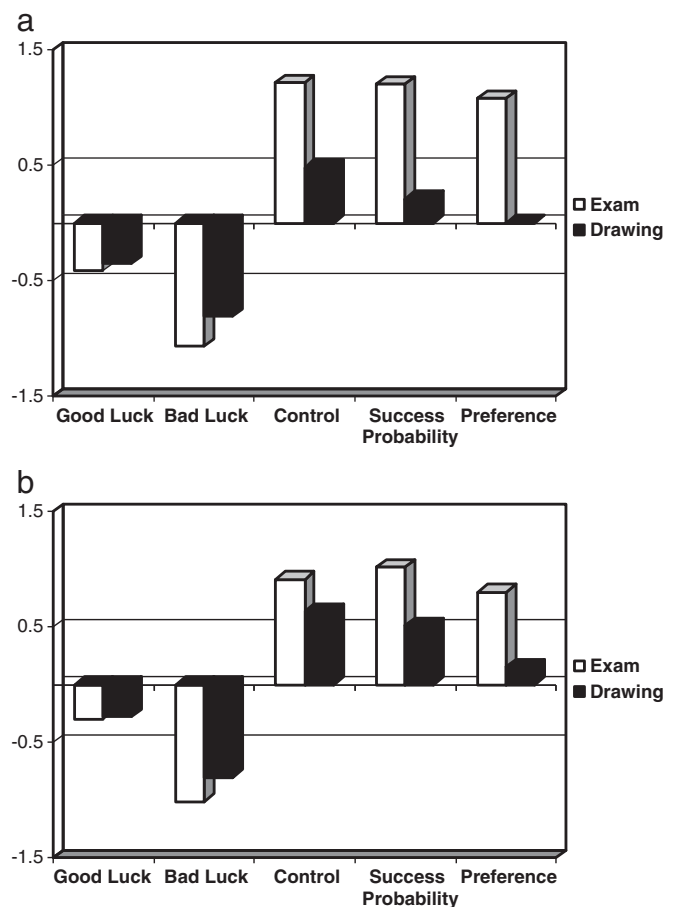 a
1.5
0.5
-0.5
-1.5
Good Luck Bad Luck Control Success Preference
Probability
Exam
Drawing
b
1.5
0.5
-0.5
-1.5
Good Luck Bad Luck Control Success Preference
Probability
Exam
Drawing